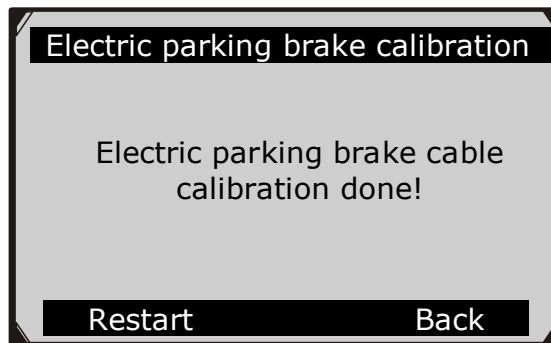 Electric parking brake calibration
Electric parking brake cable
calibration done!
Restart Back